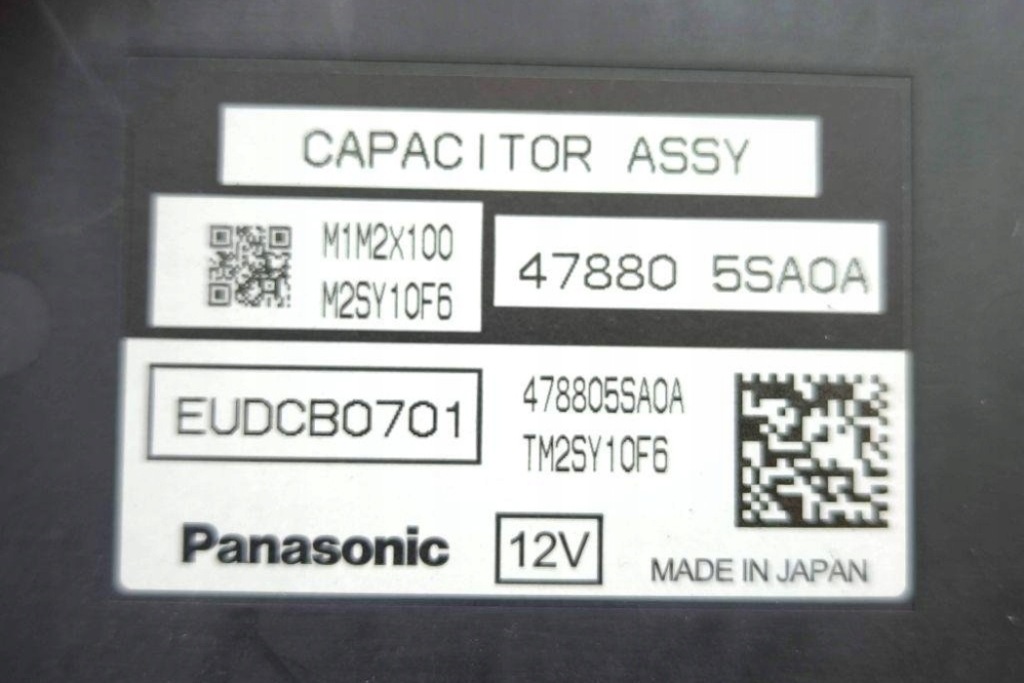 CAPACITOR ASSY
M1M2X100
M2SY10F6
47880 5SA0A
EUDCB0701
478805SA0A
TM2SY10F6
Panasonic
12V
MADE IN JAPAN